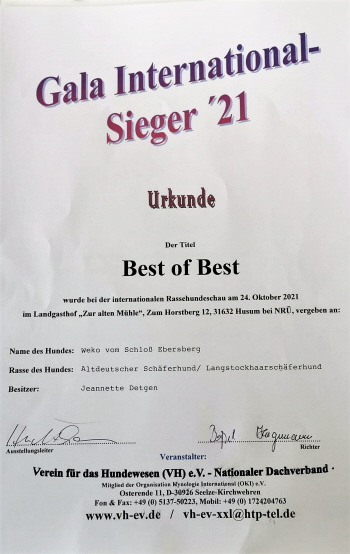 Gala International-
Sieger ´21
Urkunde
Der Titel
Best of Best
wurde bei der internationalen Rassehundeschau am 24. Oktober 2021
im Landgasthof „Zur alten Mühle“, Zum Horstberg 12, 31632 Husum bei NRÜ, vergeben an:
Name des Hundes: Weko vom Schloß Ebersberg
Rasse des Hundes: Altdeutscher Schäferhund/ Langstockhaarschäferhund
Besitzer: Jeannette Detgen
Ausstellungsleiter Richter
Veranstalter:
Verein für das Hundewesen (VH) e.V. - Nationaler Dachverband ·
Mitglied der Organisation Kynologie International (OKI) e.V.
Osterende 11, D-30926 Seelze-Kirchwehren
Fon & Fax: +49 (0) 5137-50223, Mobil: +49 (0) 1724204763
www.vh-ev.de / vh-ev-xxl@htp-tel.de